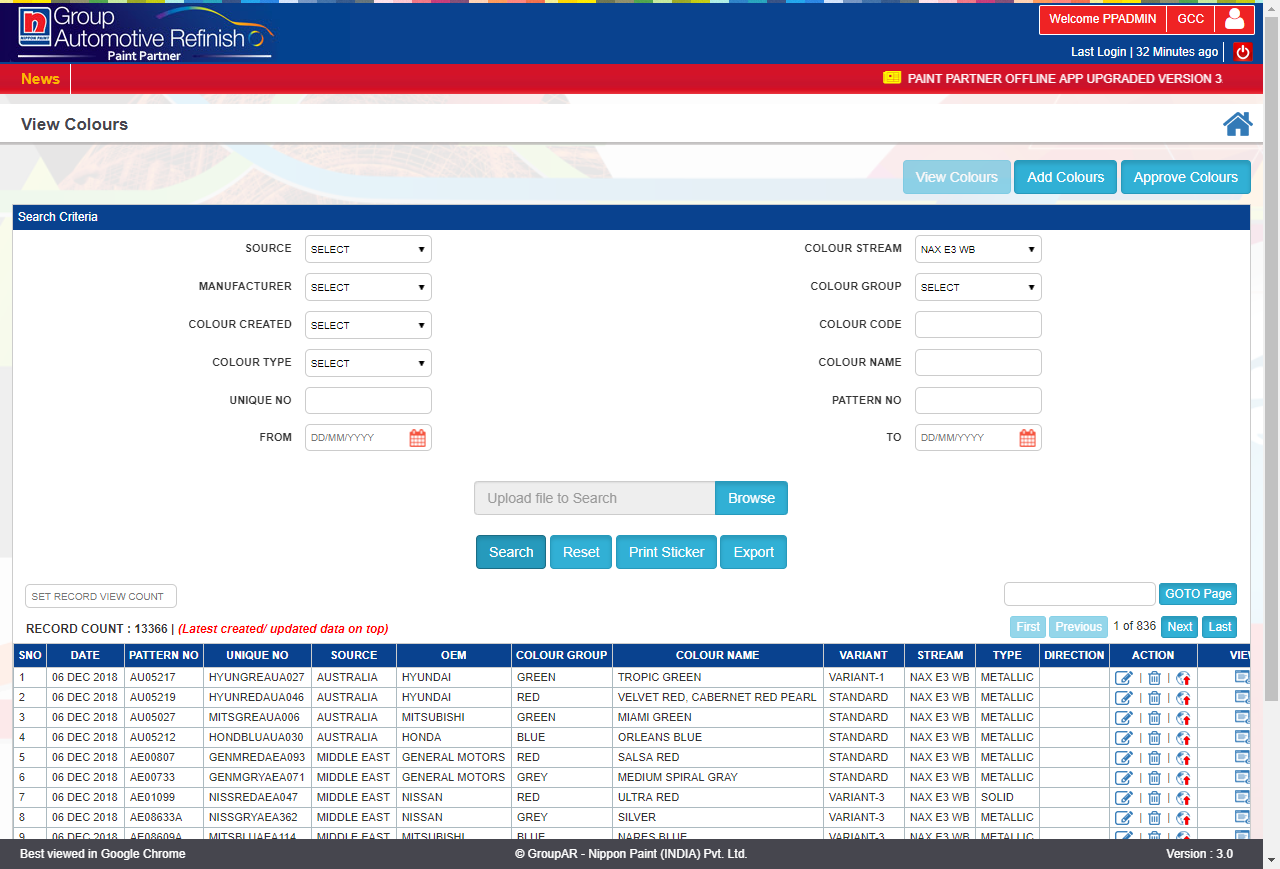 n Group
NIPPON PAINT Automotive Refinish
Paint Partner
Welcome PPADMIN GCC
Last Login | 32 Minutes ago
News
PAINT PARTNER OFFLINE APP UPGRADED VERSION 3
View Colours
View Colours Add Colours Approve Colours
Search Criteria
SOURCE SELECT COLOUR STREAM NAX E3 WB
MANUFACTURER SELECT COLOUR GROUP SELECT
COLOUR CREATED SELECT COLOUR CODE
COLOUR TYPE SELECT COLOUR NAME
UNIQUE NO PATTERN NO
FROM DD/MM/YYYY TO DD/MM/YYYY
Upload file to Search Browse
Search Reset Print Sticker Export
SET RECORD VIEW COUNT GOTO Page
RECORD COUNT : 13366 | (Latest created/ updated data on top) First Previous 1 of 836 Next Last
SNO DATE PATTERN NO UNIQUE NO SOURCE OEM COLOUR GROUP COLOUR NAME VARIANT STREAM TYPE DIRECTION ACTION VIEW
1 06 DEC 2018 AU05217 HYUNGREAUA027 AUSTRALIA HYUNDAI GREEN TROPIC GREEN VARIANT-1 NAX E3 WB METALLIC | |
2 06 DEC 2018 AU05219 HYUNREDAUA046 AUSTRALIA HYUNDAI RED VELVET RED, CABERNET RED PEARL STANDARD NAX E3 WB METALLIC | |
3 06 DEC 2018 AU05027 MITSGREAUA006 AUSTRALIA MITSUBISHI GREEN MIAMI GREEN STANDARD NAX E3 WB METALLIC | |
4 06 DEC 2018 AU05212 HONDBLUAUA030 AUSTRALIA HONDA BLUE ORLEANS BLUE STANDARD NAX E3 WB METALLIC | |
5 06 DEC 2018 AE00807 GENMREDAEA093 MIDDLE EAST GENERAL MOTORS RED SALSA RED STANDARD NAX E3 WB METALLIC | |
6 06 DEC 2018 AE00733 GENMGRYAEA071 MIDDLE EAST GENERAL MOTORS GREY MEDIUM SPIRAL GRAY STANDARD NAX E3 WB METALLIC | |
7 06 DEC 2018 AE01099 NISSREDAEA047 MIDDLE EAST NISSAN RED ULTRA RED VARIANT-3 NAX E3 WB SOLID | |
8 06 DEC 2018 AE08633A NISSGRYAEA362 MIDDLE EAST NISSAN GREY SILVER VARIANT-3 NAX E3 WB METALLIC | |
9 06 DEC 2018 AE08609A MITSBLUAEA114 MIDDLE EAST MITSUBISHI BLUE NARES BLUE VARIANT-3 NAX E3 WB METALLIC | |
Best viewed in Google Chrome © GroupAR - Nippon Paint (INDIA) Pvt. Ltd. Version : 3.0